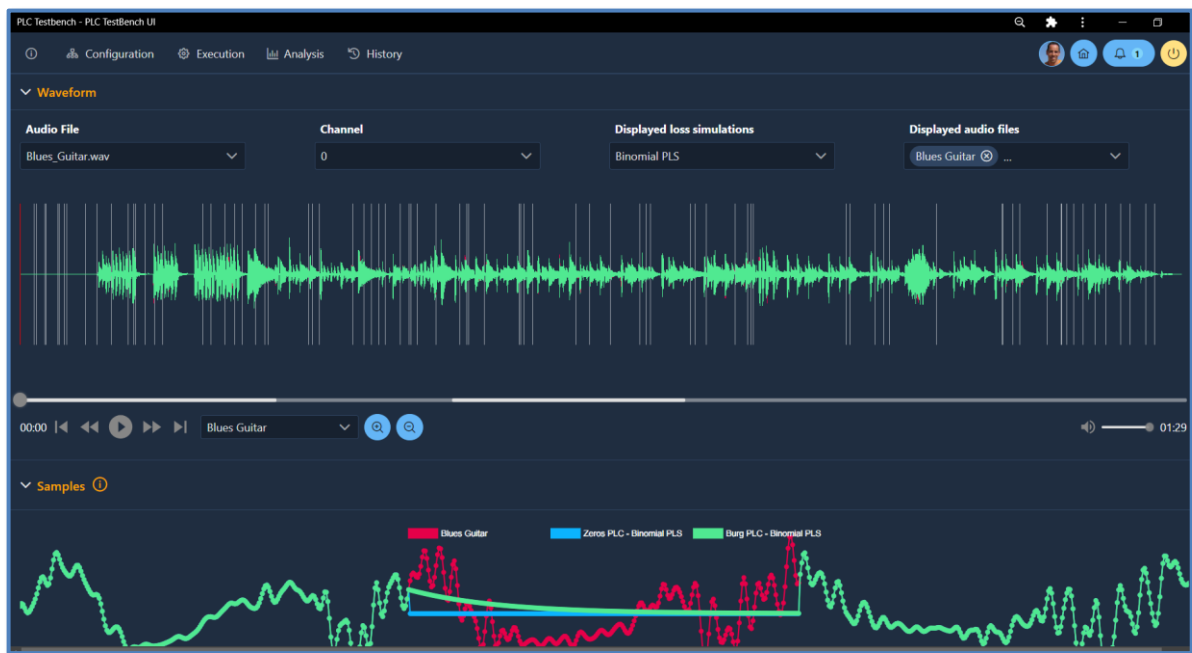 PLC Testbench - PLC TestBench UI
Configuration Execution Analysis History 1
Waveform
Audio File Channel Displayed loss simulations Displayed audio files
Blues_Guitar.wav 0 Binomial PLS Blues Guitar ...
00:00 Blues Guitar 01:29
Samples
Blues Guitar Zeros PLC - Binomial PLS Burg PLC - Binomial PLS